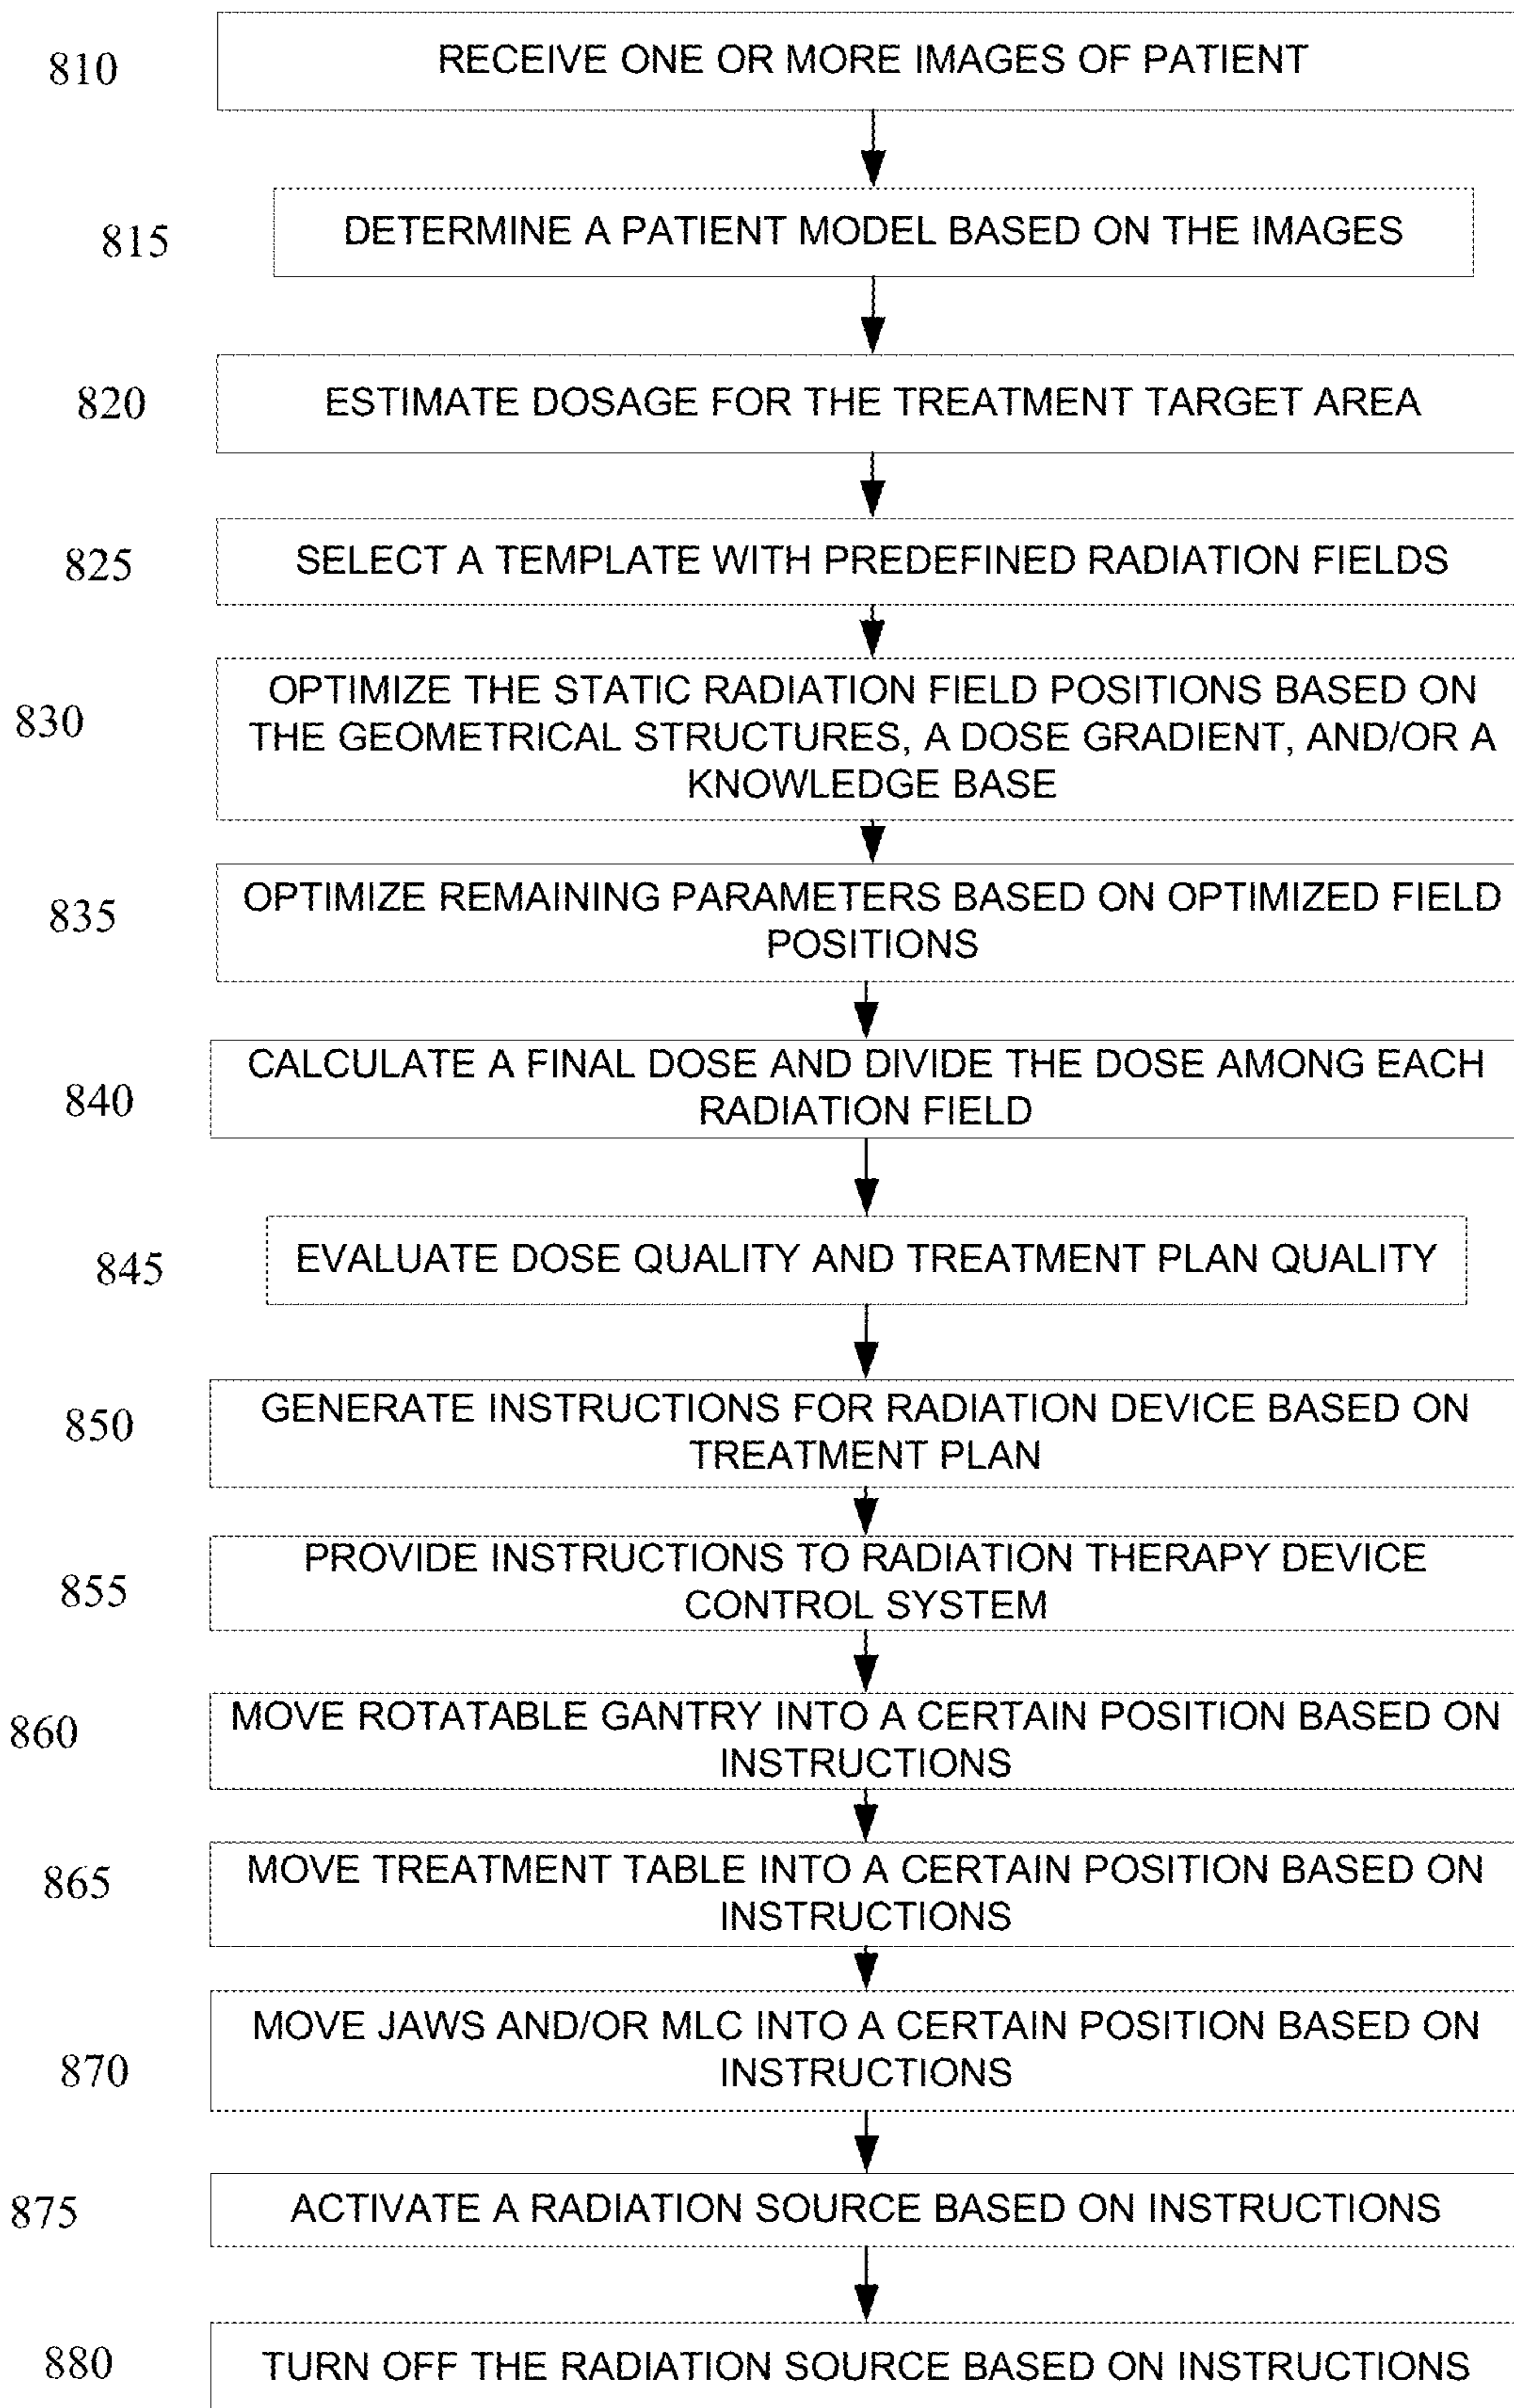 810
RECEIVE ONE OR MORE IMAGES OF PATIENT
815
DETERMINE A PATIENT MODEL BASED ON THE IMAGES
820
ESTIMATE DOSAGE FOR THE TREATMENT TARGET AREA
825
SELECT A TEMPLATE WITH PREDEFINED RADIATION FIELDS
830
OPTIMIZE THE STATIC RADIATION FIELD POSITIONS BASED ON
THE GEOMETRICAL STRUCTURES, A DOSE GRADIENT, AND/OR A
KNOWLEDGE BASE
835
OPTIMIZE REMAINING PARAMETERS BASED ON OPTIMIZED FIELD
POSITIONS
840
CALCULATE A FINAL DOSE AND DIVIDE THE DOSE AMONG EACH
RADIATION FIELD
845
EVALUATE DOSE QUALITY AND TREATMENT PLAN QUALITY
850
GENERATE INSTRUCTIONS FOR RADIATION DEVICE BASED ON
TREATMENT PLAN
855
PROVIDE INSTRUCTIONS TO RADIATION THERAPY DEVICE
CONTROL SYSTEM
860
MOVE ROTATABLE GANTRY INTO A CERTAIN POSITION BASED ON
INSTRUCTIONS
865
MOVE TREATMENT TABLE INTO A CERTAIN POSITION BASED ON
INSTRUCTIONS
870
MOVE JAWS AND/OR MLC INTO A CERTAIN POSITION BASED ON
INSTRUCTIONS
875
ACTIVATE A RADIATION SOURCE BASED ON INSTRUCTIONS
880
TURN OFF THE RADIATION SOURCE BASED ON INSTRUCTIONS